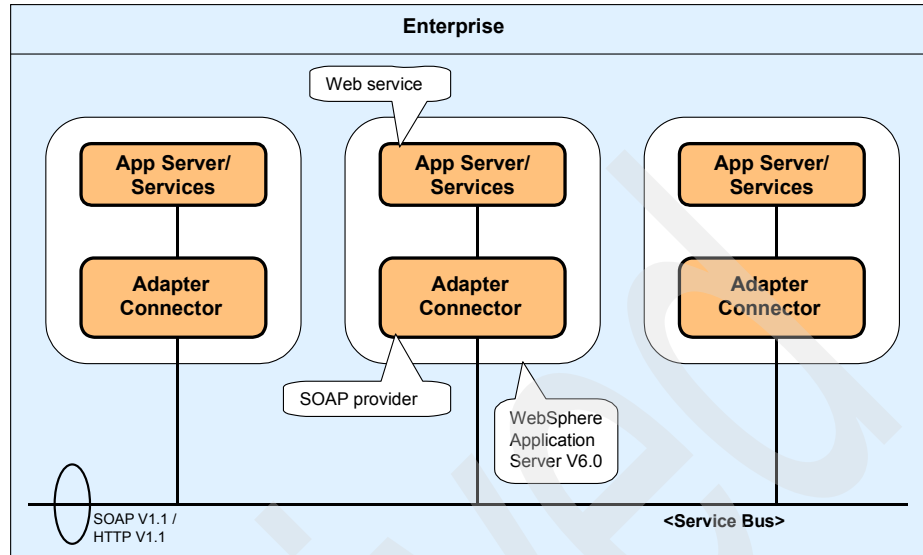 Enterprise
Web service
App Server/
Services
App Server/
Services
App Server/
Services
Adapter
Connector
Adapter
Connector
Adapter
Connector
SOAP provider
WebSphere
Application
Server V6.0
SOAP V1.1 /
HTTP V1.1
<Service Bus>